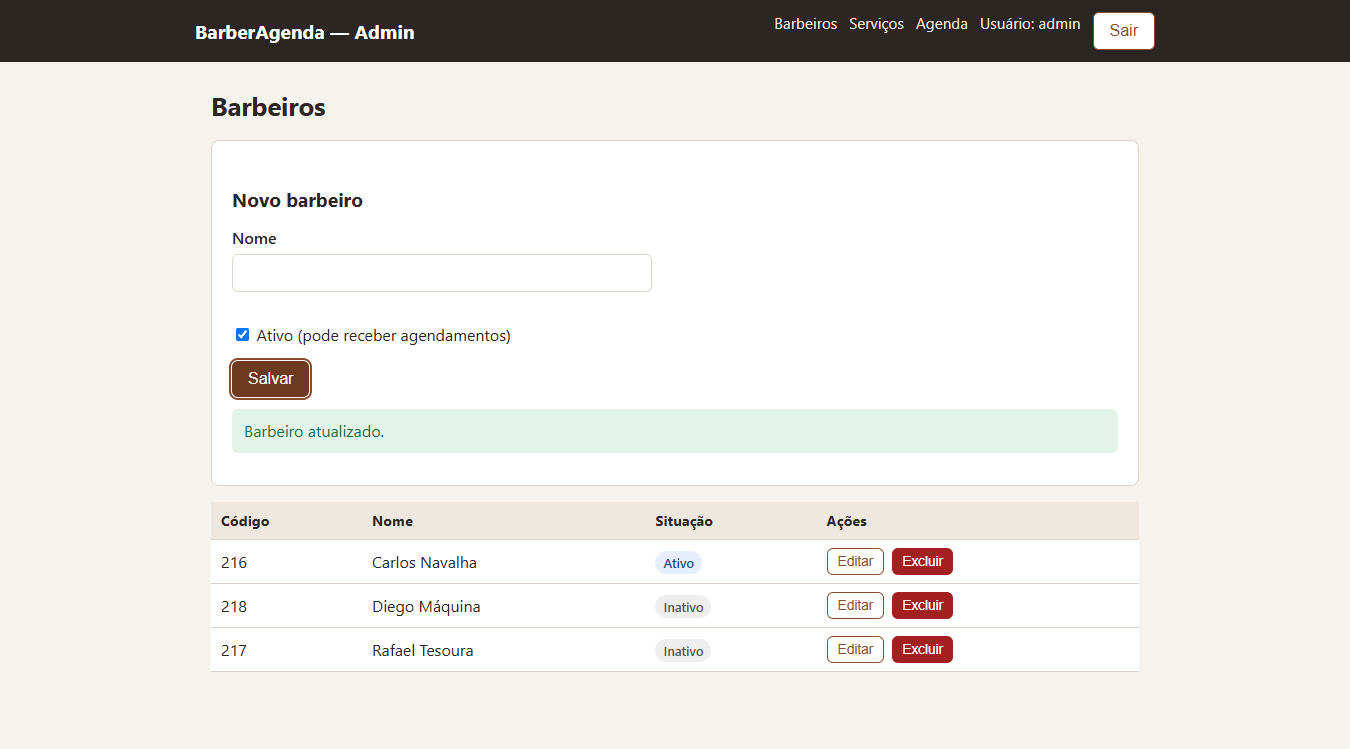 BarberAgenda — Admin
Barbeiros Serviços Agenda Usuário: admin Sair
Barbeiros
Novo barbeiro
Nome
Ativo (pode receber agendamentos)
Salvar
Barbeiro atualizado.
Código Nome Situação Ações
216 Carlos Navalha Ativo Editar Excluir
218 Diego Máquina Inativo Editar Excluir
217 Rafael Tesoura Inativo Editar Excluir